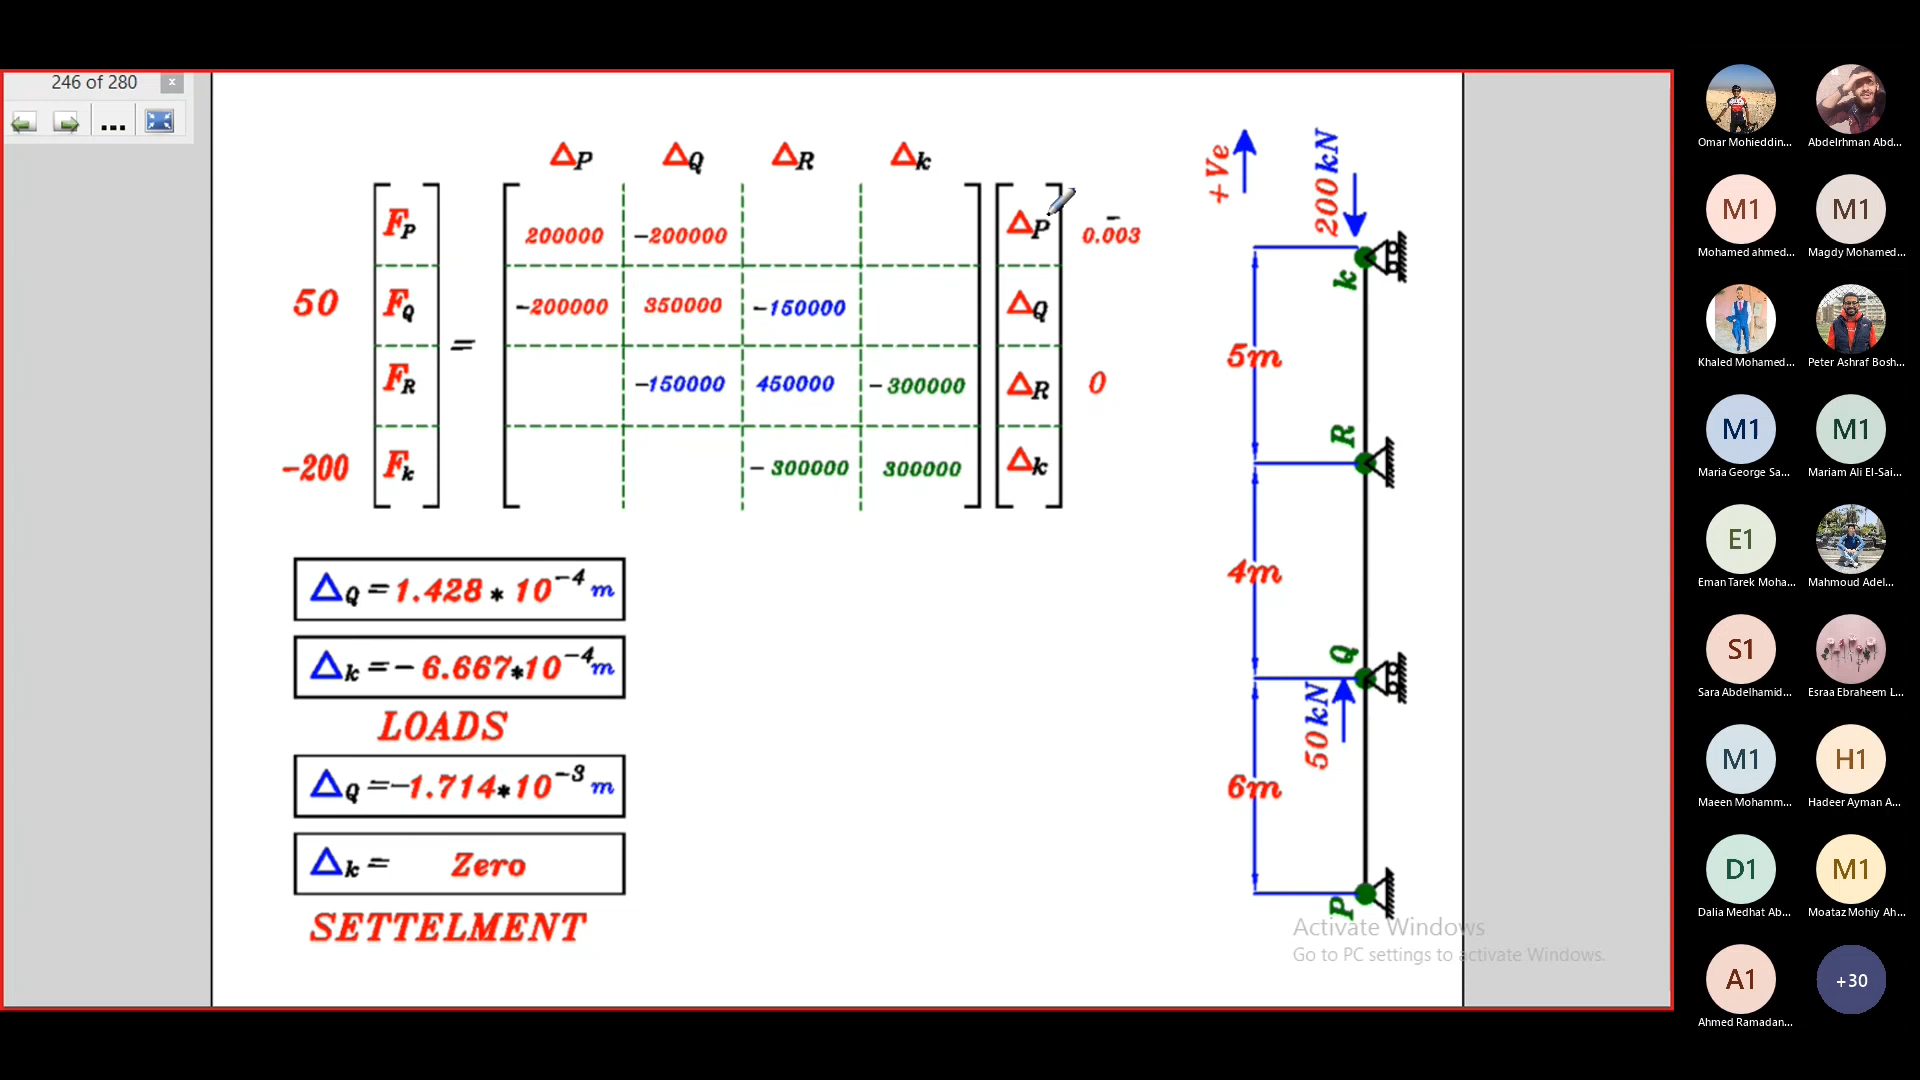 246 of 280
x
...
ΔP ΔQ ΔR Δk
FP 200000 -200000 ΔP - 0.003
50 FQ = -200000 350000 -150000 ΔQ
FR -150000 450000 -300000 ΔR 0
-200 Fk -300000 300000 Δk
ΔQ = 1.428 * 10^-4 m
Δk = - 6.667*10^-4 m
LOADS
ΔQ =-1.714*10^-3 m
Δk = Zero
SETTELMENT
+Ve
200kN
k
5m
R
4m
Q
50kN
6m
P
Activate Windows
Go to PC settings to activate Windows.
Omar Mohieddin...
Abdelrhman Abd...
M1
Mohamed ahmed...
M1
Magdy Mohamed...
Khaled Mohamed...
Peter Ashraf Bosh...
M1
Maria George Sa...
M1
Mariam Ali El-Sai...
E1
Eman Tarek Moha...
Mahmoud Adel...
S1
Sara Abdelhamid...
Esraa Ebraheem L...
M1
Maeen Mohamm...
H1
Hadeer Ayman A...
D1
Dalia Medhat Ab...
M1
Moataz Mohiy Ah...
A1
Ahmed Ramadan...
+30